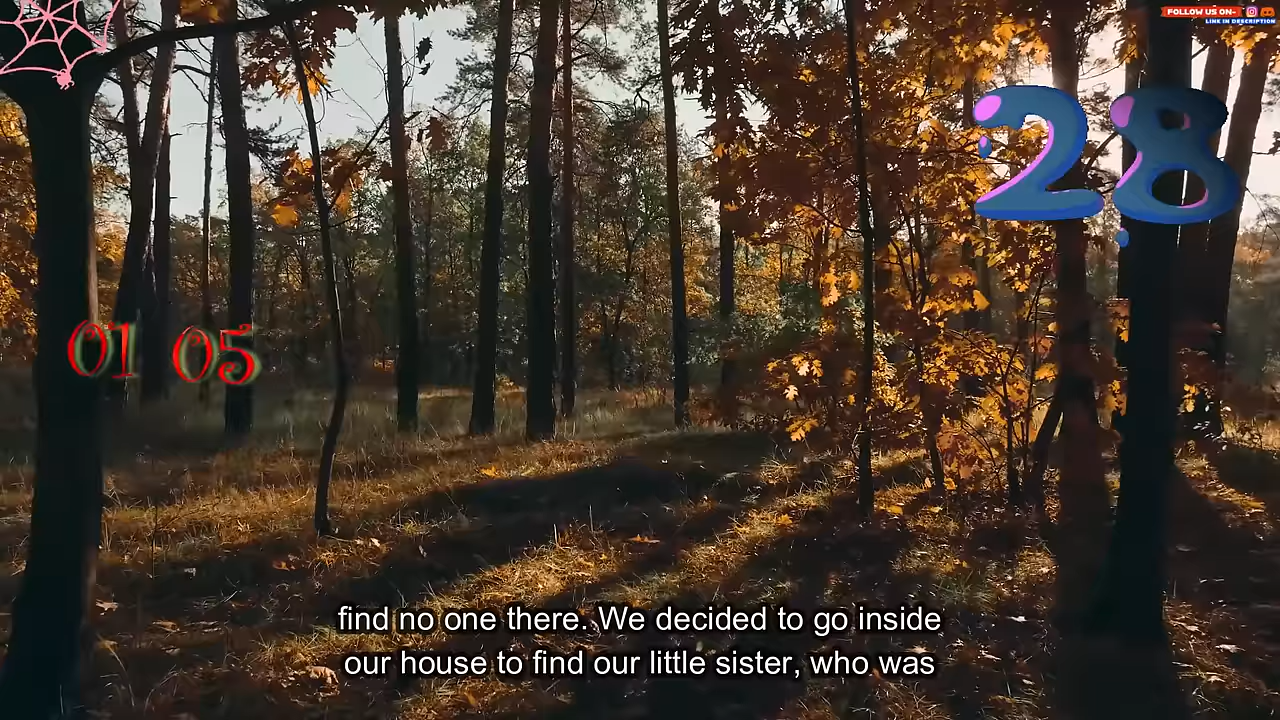 FOLLOW US ON-
LINK IN DESCRIPTION
28
01 05
find no one there. We decided to go inside
our house to find our little sister, who was